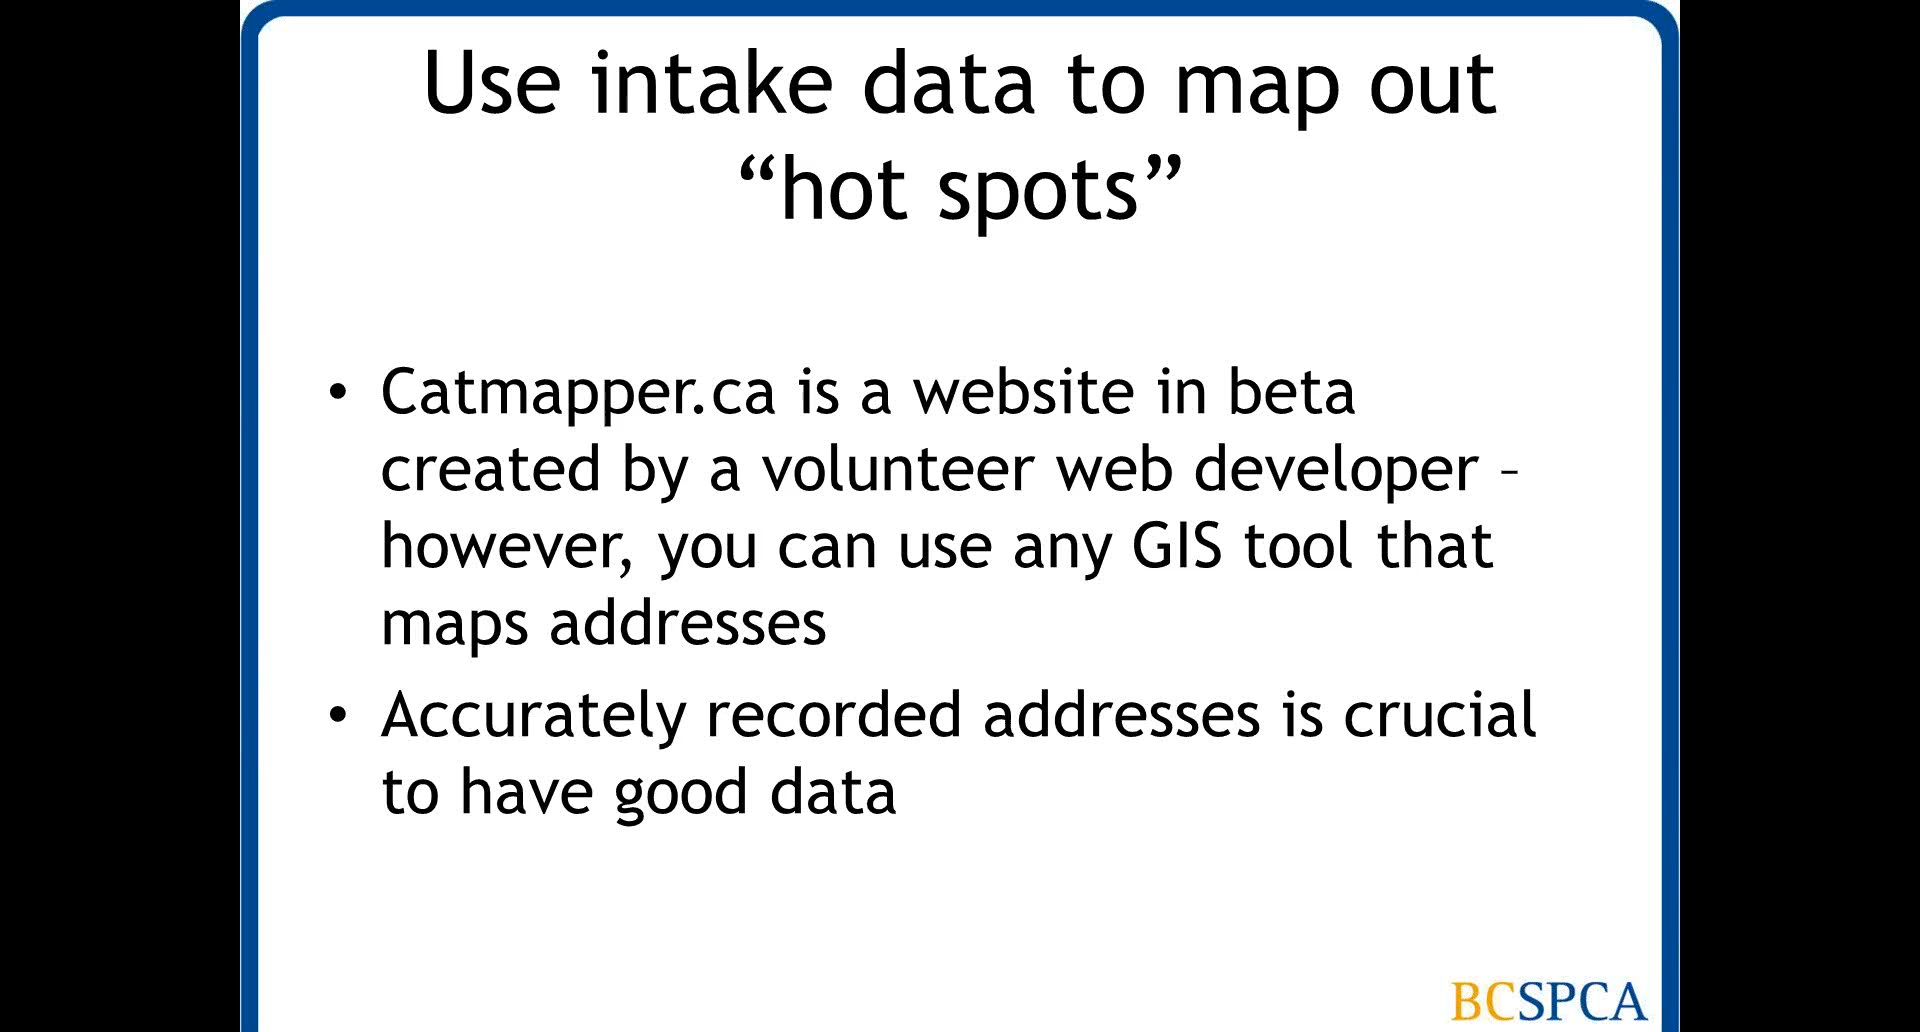 Use intake data to map out
“hot spots”
• Catmapper.ca is a website in beta
created by a volunteer web developer –
however, you can use any GIS tool that
maps addresses
• Accurately recorded addresses is crucial
to have good data
BCSPCA